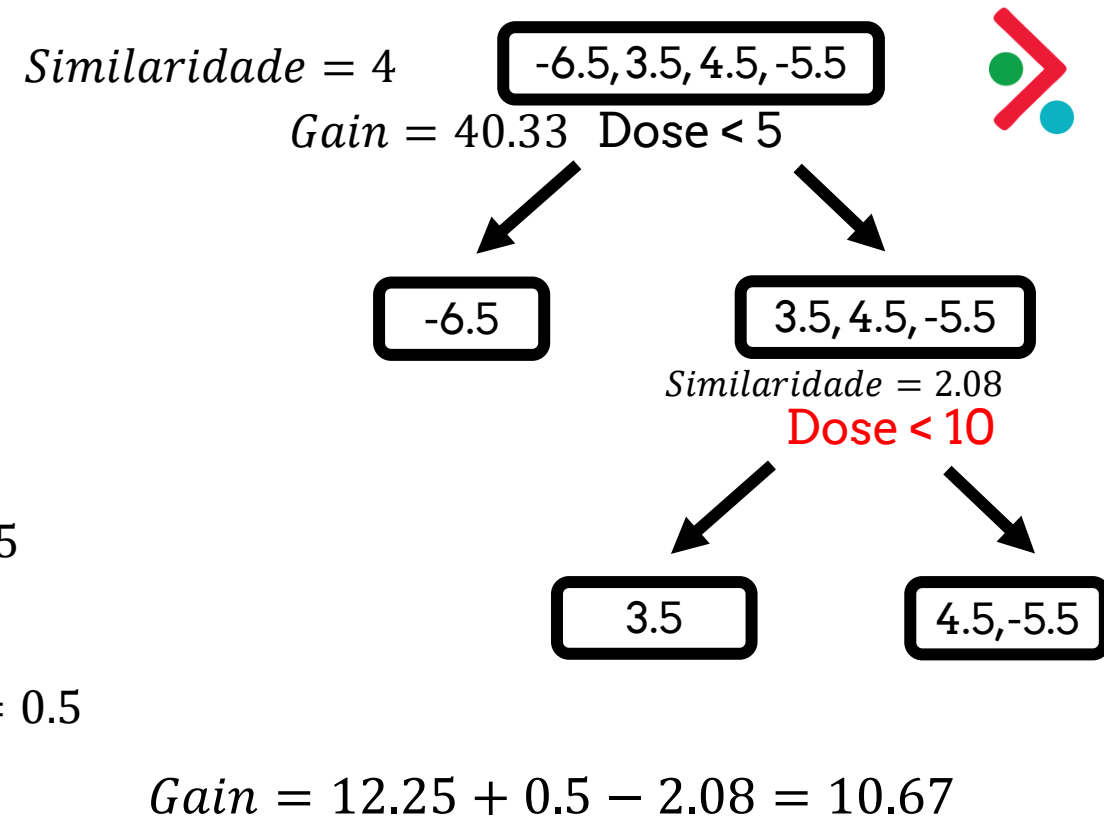 Similaridade = 4
-6.5, 3.5, 4.5, -5.5
Gain = 40.33 Dose < 5
-6.5
3.5, 4.5, -5.5
Similaridade = 2.08
Dose < 10
5
3.5
4.5,-5.5
= 0.5
Gain = 12.25 + 0.5 − 2.08 = 10.67